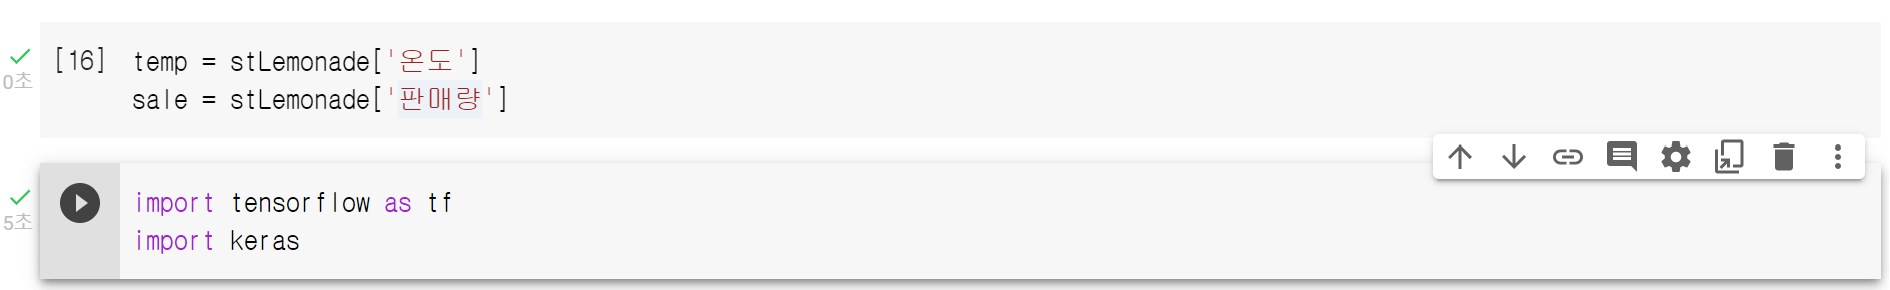 [16] temp = stLemonade['온도']
0초
sale = stLemonade['판매량']
import tensorflow as tf
5초
import keras